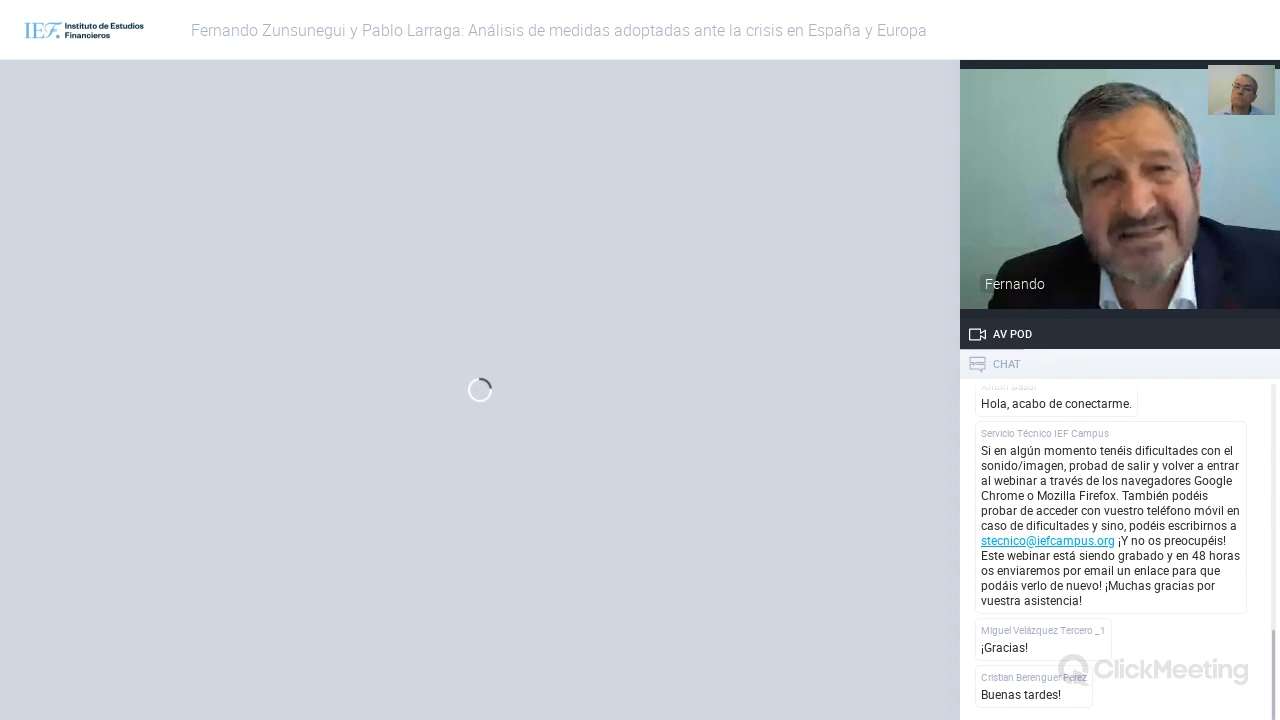 IEF. Instituto de Estudios
Financieros
Fernando Zunsunegui y Pablo Larraga: Análisis de medidas adoptadas ante la crisis en España y Europa
Fernando
AV POD
CHAT
Hola, acabo de conectarme.
Servicio Técnico IEF Campus
Si en algún momento tenéis dificultades con el
sonido/imagen, probad de salir y volver a entrar
al webinar a través de los navegadores Google
Chrome o Mozilla Firefox. También podéis
probar de acceder con vuestro teléfono móvil en
caso de dificultades y sino, podéis escribirnos a
stecnico@iefcampus.org ¡Y no os preocupéis!
Este webinar está siendo grabado y en 48 horas
os enviaremos por email un enlace para que
podáis verlo de nuevo! ¡Muchas gracias por
vuestra asistencia!
Miguel Velázquez Tercero _1
¡Gracias!
ClickMeeting
Cristian Berenguer Perez
Buenas tardes!